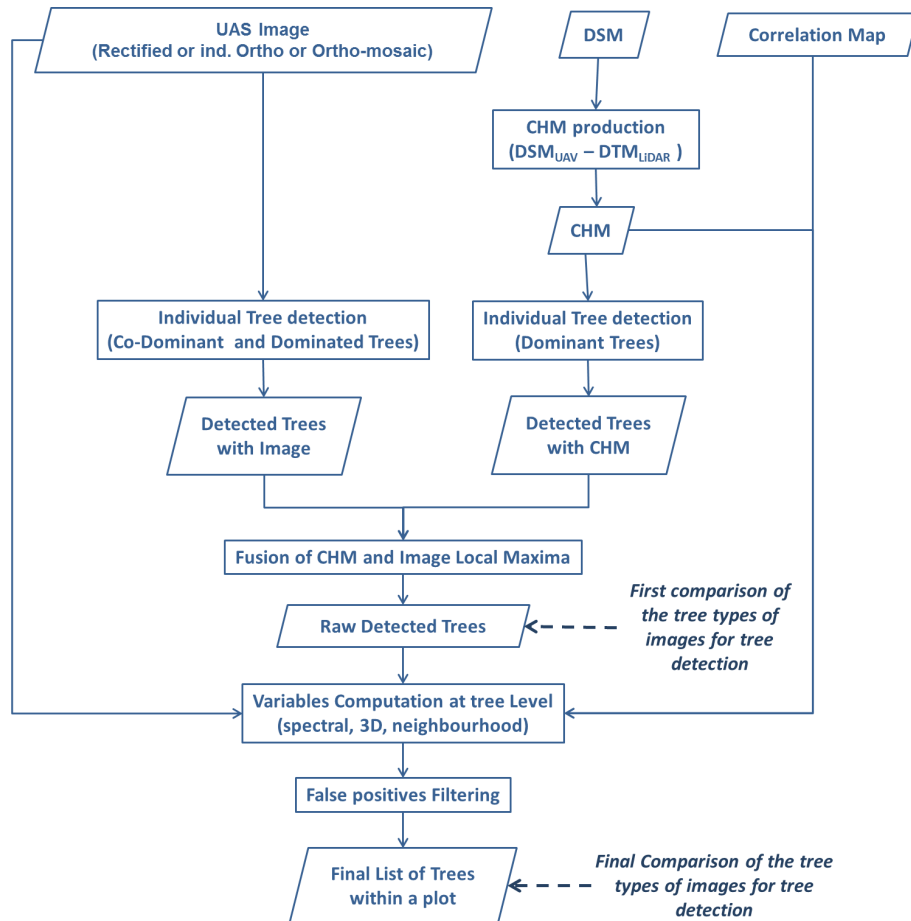 UAS Image
(Rectified or ind. Ortho or Ortho-mosaic)
DSM
Correlation Map
CHM production
(DSMUAV – DTMLiDAR )
CHM
Individual Tree detection
(Co-Dominant and Dominated Trees)
Individual Tree detection
(Dominant Trees)
Detected Trees
with Image
Detected Trees
with CHM
Fusion of CHM and Image Local Maxima
First comparison of
the tree types of
images for tree
detection
Raw Detected Trees
Variables Computation at tree Level
(spectral, 3D, neighbourhood)
False positives Filtering
Final List of Trees
within a plot
Final Comparison of the tree
types of images for tree
detection